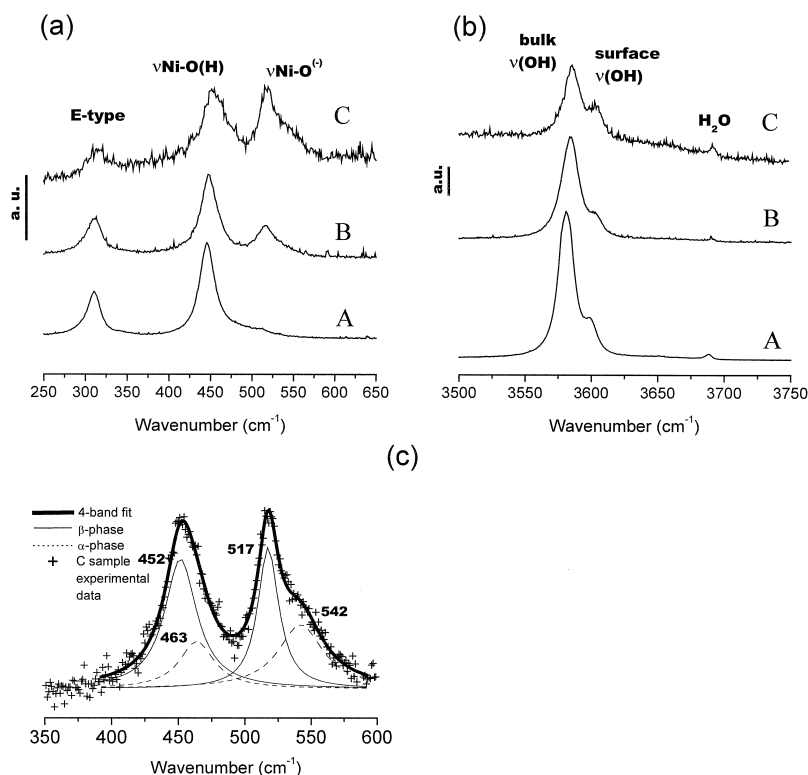 (a)
νNi-O(H)
νNi-O⁽⁻⁾
E-type
C
B
A
a. u.
250 300 350 400 450 500 550 600 650
Wavenumber (cm⁻¹)
(b)
bulk
ν(OH)
surface
ν(OH)
H₂O
C
B
A
a. u.
3500 3550 3600 3650 3700 3750
Wavenumber (cm⁻¹)
(c)
4-band fit
β-phase
α-phase
C sample
experimental
data
452
463
517
542
350 400 450 500 550 600
Wavenumber (cm⁻¹)